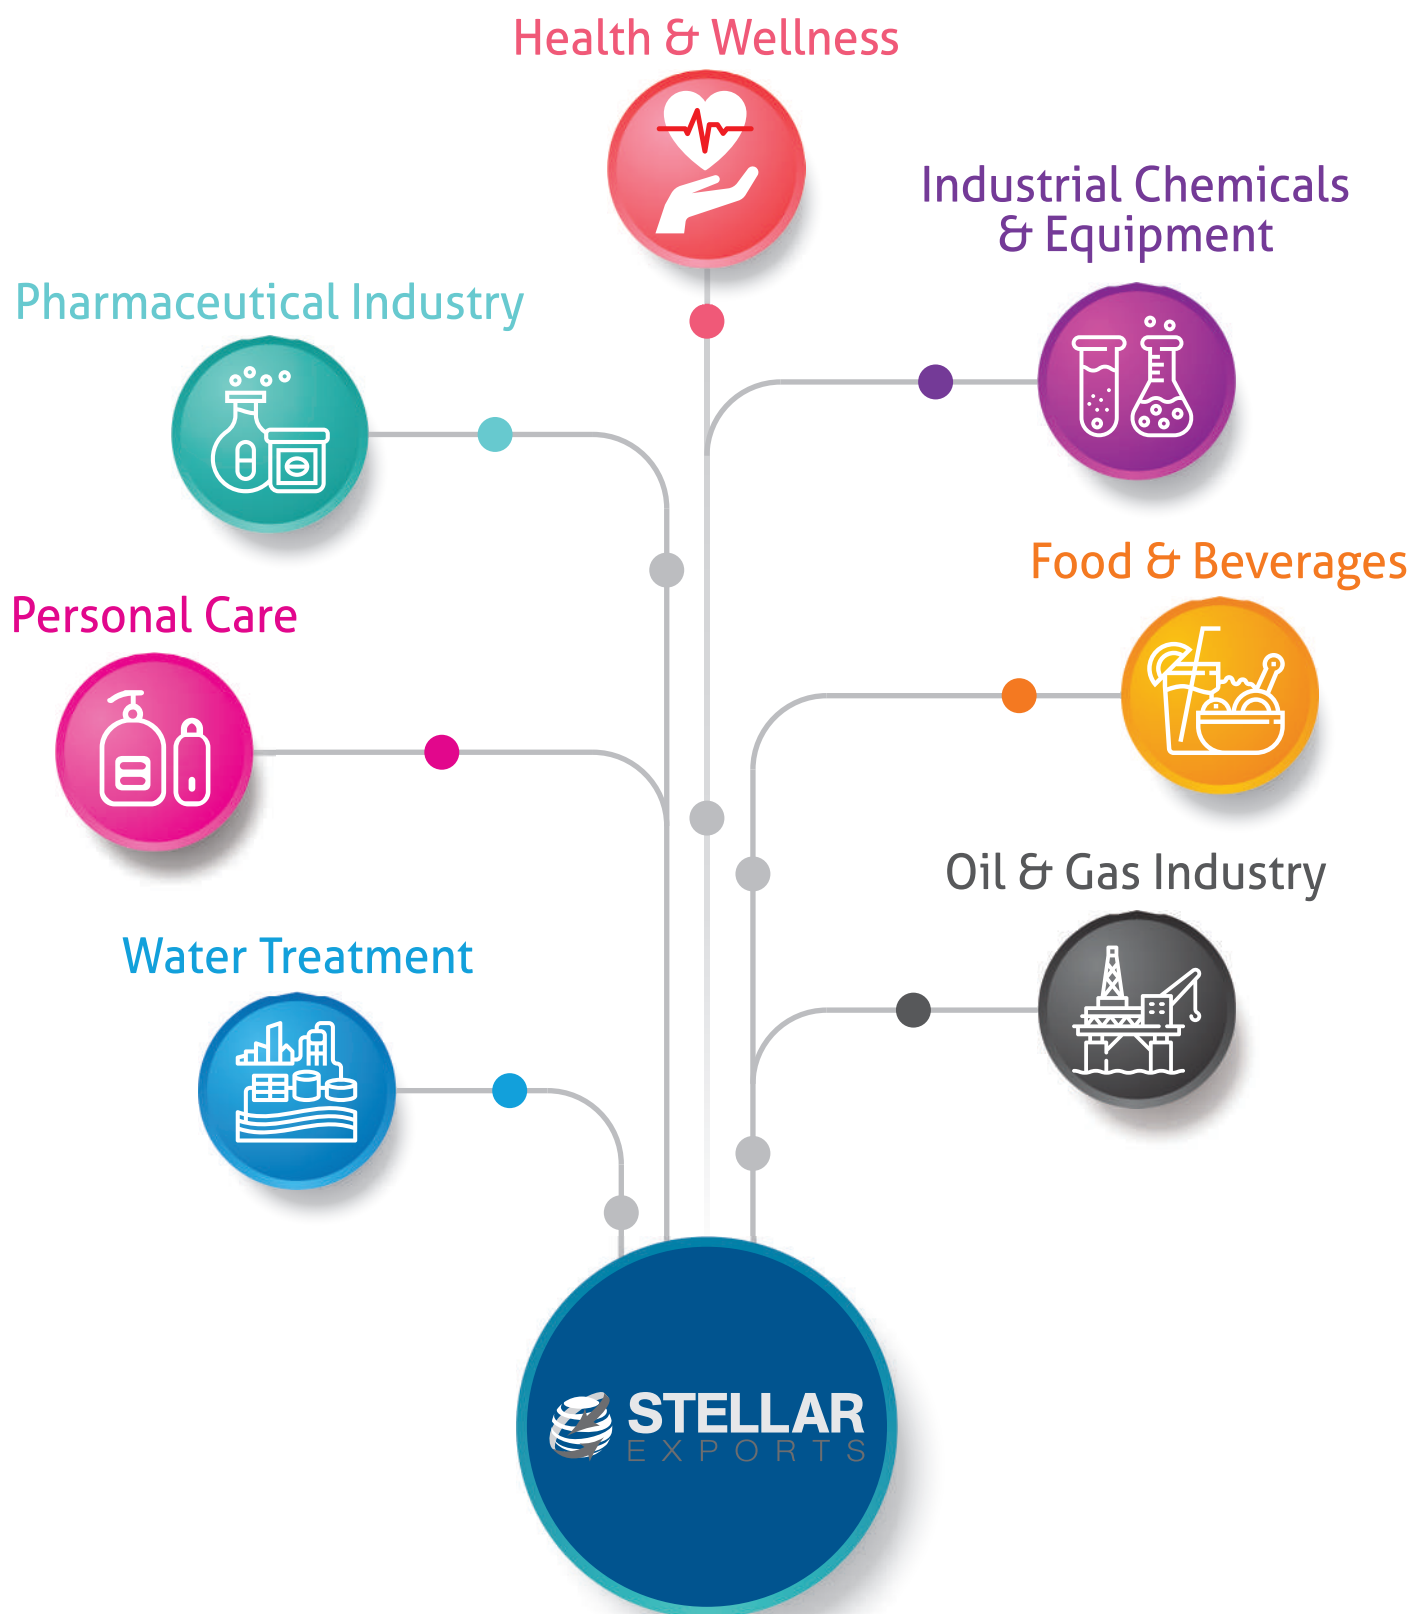 Health & Wellness
Industrial Chemicals
& Equipment
Pharmaceutical Industry
Food & Beverages
Personal Care
Oil & Gas Industry
Water Treatment
STELLAR
EXPORTS